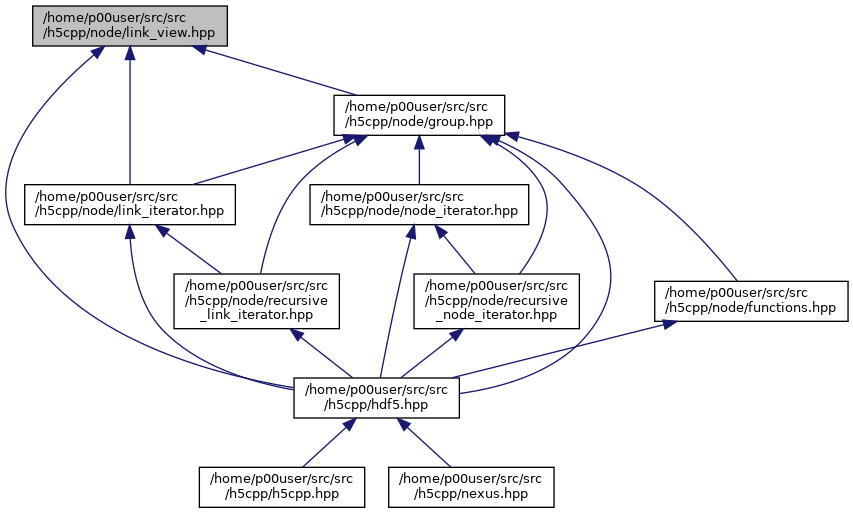 /home/p00user/src/src
/h5cpp/node/link_view.hpp
/home/p00user/src/src
/h5cpp/node/group.hpp
/home/p00user/src/src
/h5cpp/node/link_iterator.hpp
/home/p00user/src/src
/h5cpp/node/node_iterator.hpp
/home/p00user/src/src
/h5cpp/node/recursive
_link_iterator.hpp
/home/p00user/src/src
/h5cpp/node/recursive
_node_iterator.hpp
/home/p00user/src/src
/h5cpp/node/functions.hpp
/home/p00user/src/src
/h5cpp/hdf5.hpp
/home/p00user/src/src
/h5cpp/h5cpp.hpp
/home/p00user/src/src
/h5cpp/nexus.hpp